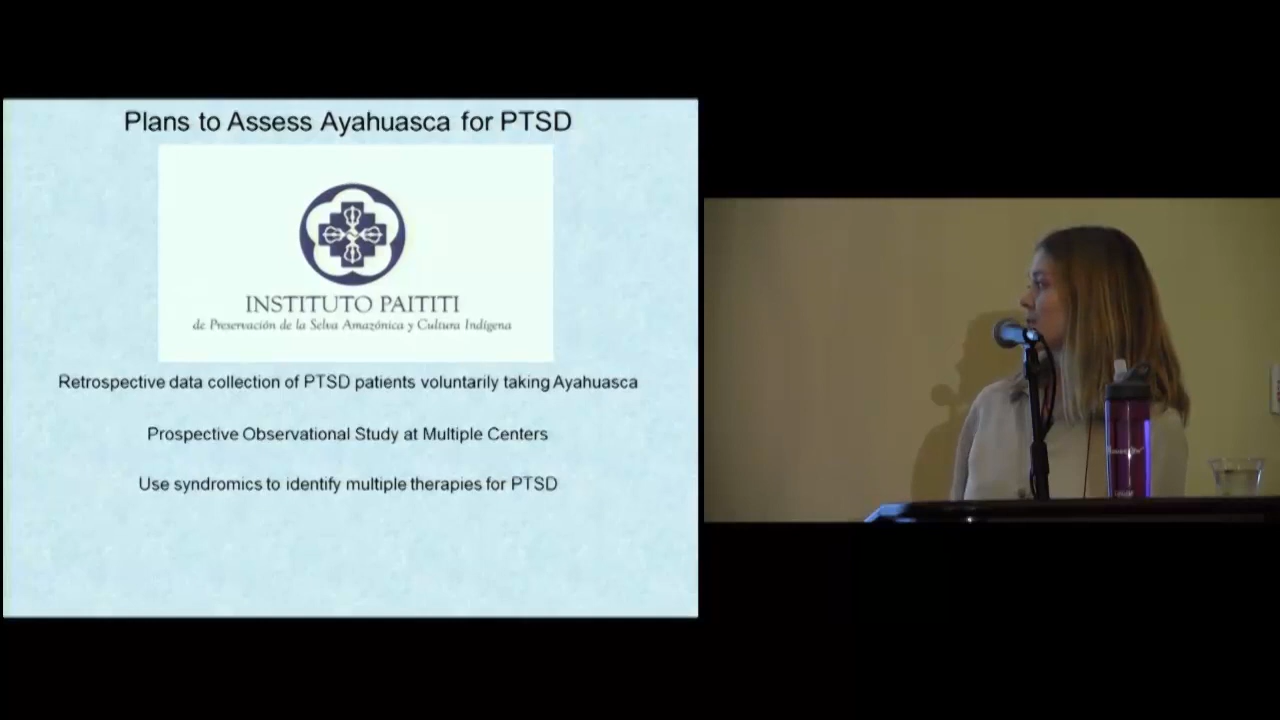 Plans to Assess Ayahuasca for PTSD
INSTITUTO PAITITI
de Preservación de la Selva Amazónica y Cultura Indígena
Retrospective data collection of PTSD patients voluntarily taking Ayahuasca
Prospective Observational Study at Multiple Centers
Use syndromics to identify multiple therapies for PTSD